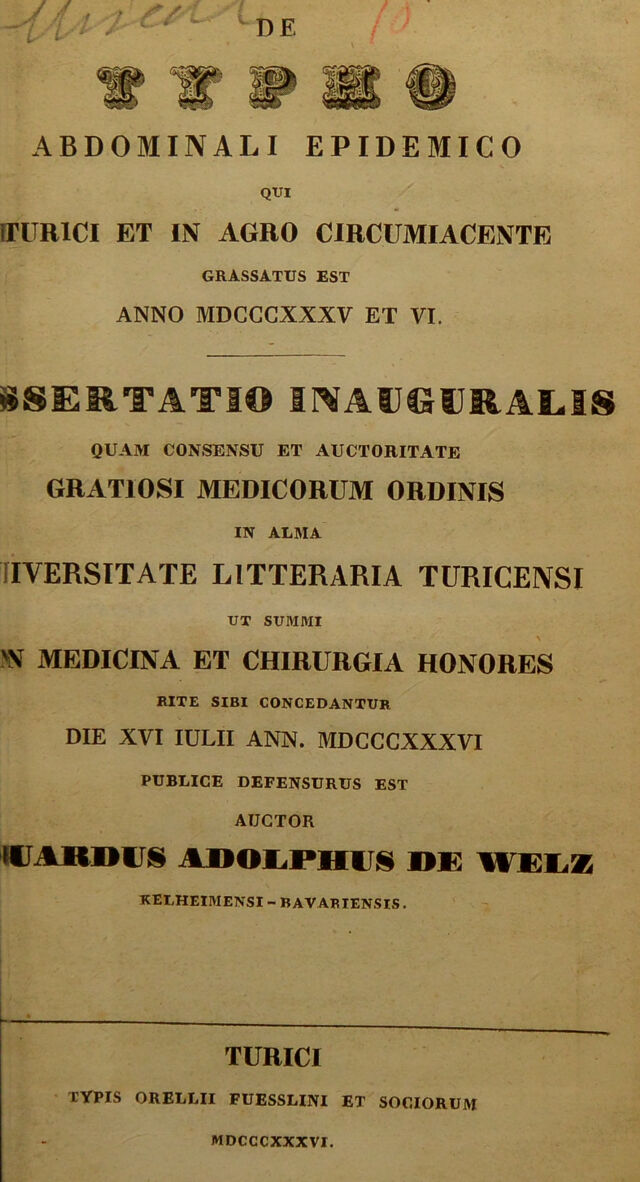 DE
TYPHO
ABDOMINALI EPIDEMICO
QUI
TURICI ET IN AGRO CIRCUMIACENTE
GRASSATUS EST
ANNO MDCCCXXXV ET VI.
SSERTATIO INAUGURALIS
QUAM CONSENSU ET AUCTORITATE
GRATIOSI MEDICORUM ORDINIS
IN ALMA
IVERSITATE LITTERARIA TURICENSI
UT SUMMI
N MEDICINA ET CHIRURGIA HONORES
RITE SIBI CONCEDANTUR
DIE XVI IULII ANN. MDCCCXXXVI
PUBLICE DEFENSURUS EST
AUCTOR
UARDUS ADOLPHUS DE WELZ
KELHEIMENSI-BAVARIENSIS.
TURICI
TYPIS ORELLII FUESSLINI ET SOCIORUM
MDCCCXXXVI.